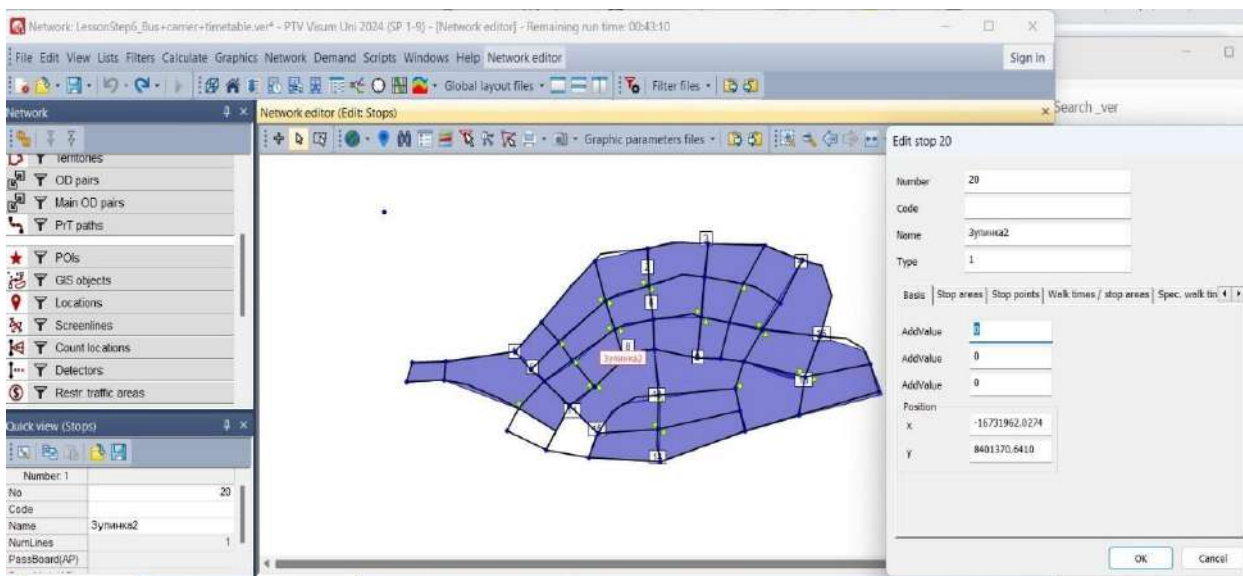 Network: LessonStep6_Bus+carrier+timetable.ver* - PTV Visum Uni 2024 (SP 1-9) - [Network editor] - Remaining run time: 00:43:10
File Edit View Lists Filters Calculate Graphics Network Demand Scripts Windows Help Network editor
Sign in
Global layout files
Filter files
Search _ver
Network
Network editor (Edit: Stops)
Graphic parameters files
Territories
OD pairs
Main OD pairs
PrT paths
POIs
GIS objects
Locations
Screenlines
Count locations
Detectors
Restr. traffic areas
Quick view (Stops)
Number: 1
No 20
Code
Name Зупинка2
NumLines 1
PassBoard(AP)
Зупинка2
Edit stop 20
Number 20
Code
Name Зупинка2
Type 1
Basis Stop areas Stop points Walk times / stop areas Spec. walk tin
AddValue 0
AddValue 0
AddValue 0
Position
x -16731962.0274
y 8401370.6410
OK Cancel